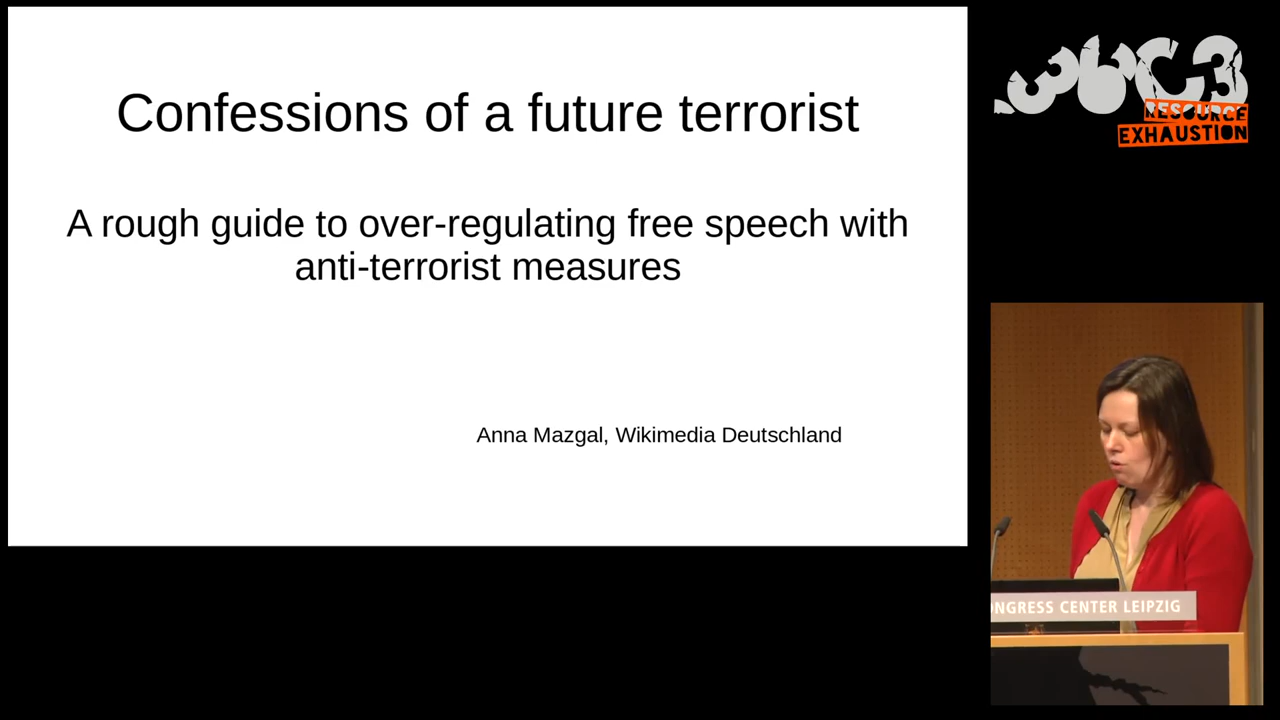 Confessions of a future terrorist
A rough guide to over-regulating free speech with
anti-terrorist measures
Anna Mazgal, Wikimedia Deutschland
36C3
RESOURCE
EXHAUSTION
ONGRESS CENTER LEIPZIG